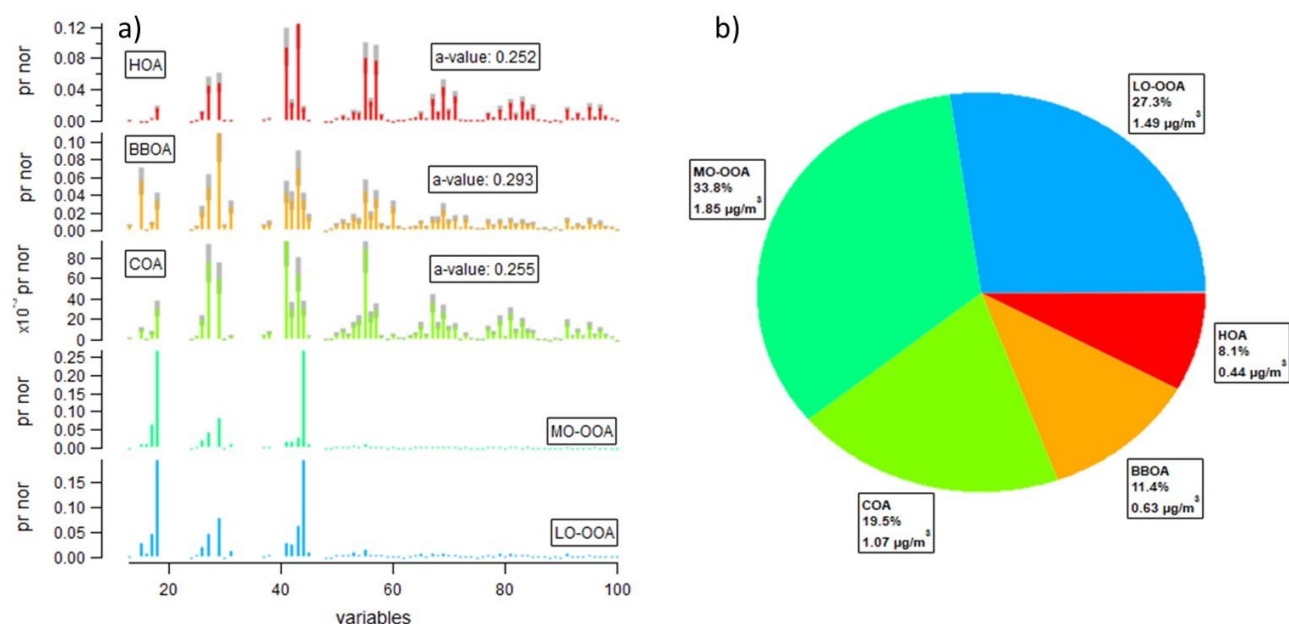 a)
pr nor
0.12
0.08
0.04
0.00
HOA
a-value: 0.252
pr nor
0.10
0.08
0.06
0.04
0.02
0.00
BBOA
a-value: 0.293
x10⁻³ pr nor
80
60
40
20
0
COA
a-value: 0.255
pr nor
0.25
0.20
0.15
0.10
0.05
0.00
MO-OOA
pr nor
0.15
0.10
0.05
0.00
LO-OOA
20
40
60
80
100
variables
b)
LO-OOA
27.3%
1.49 µg/m³
MO-OOA
33.8%
1.85 µg/m³
HOA
8.1%
0.44 µg/m³
BBOA
11.4%
0.63 µg/m³
COA
19.5%
1.07 µg/m³